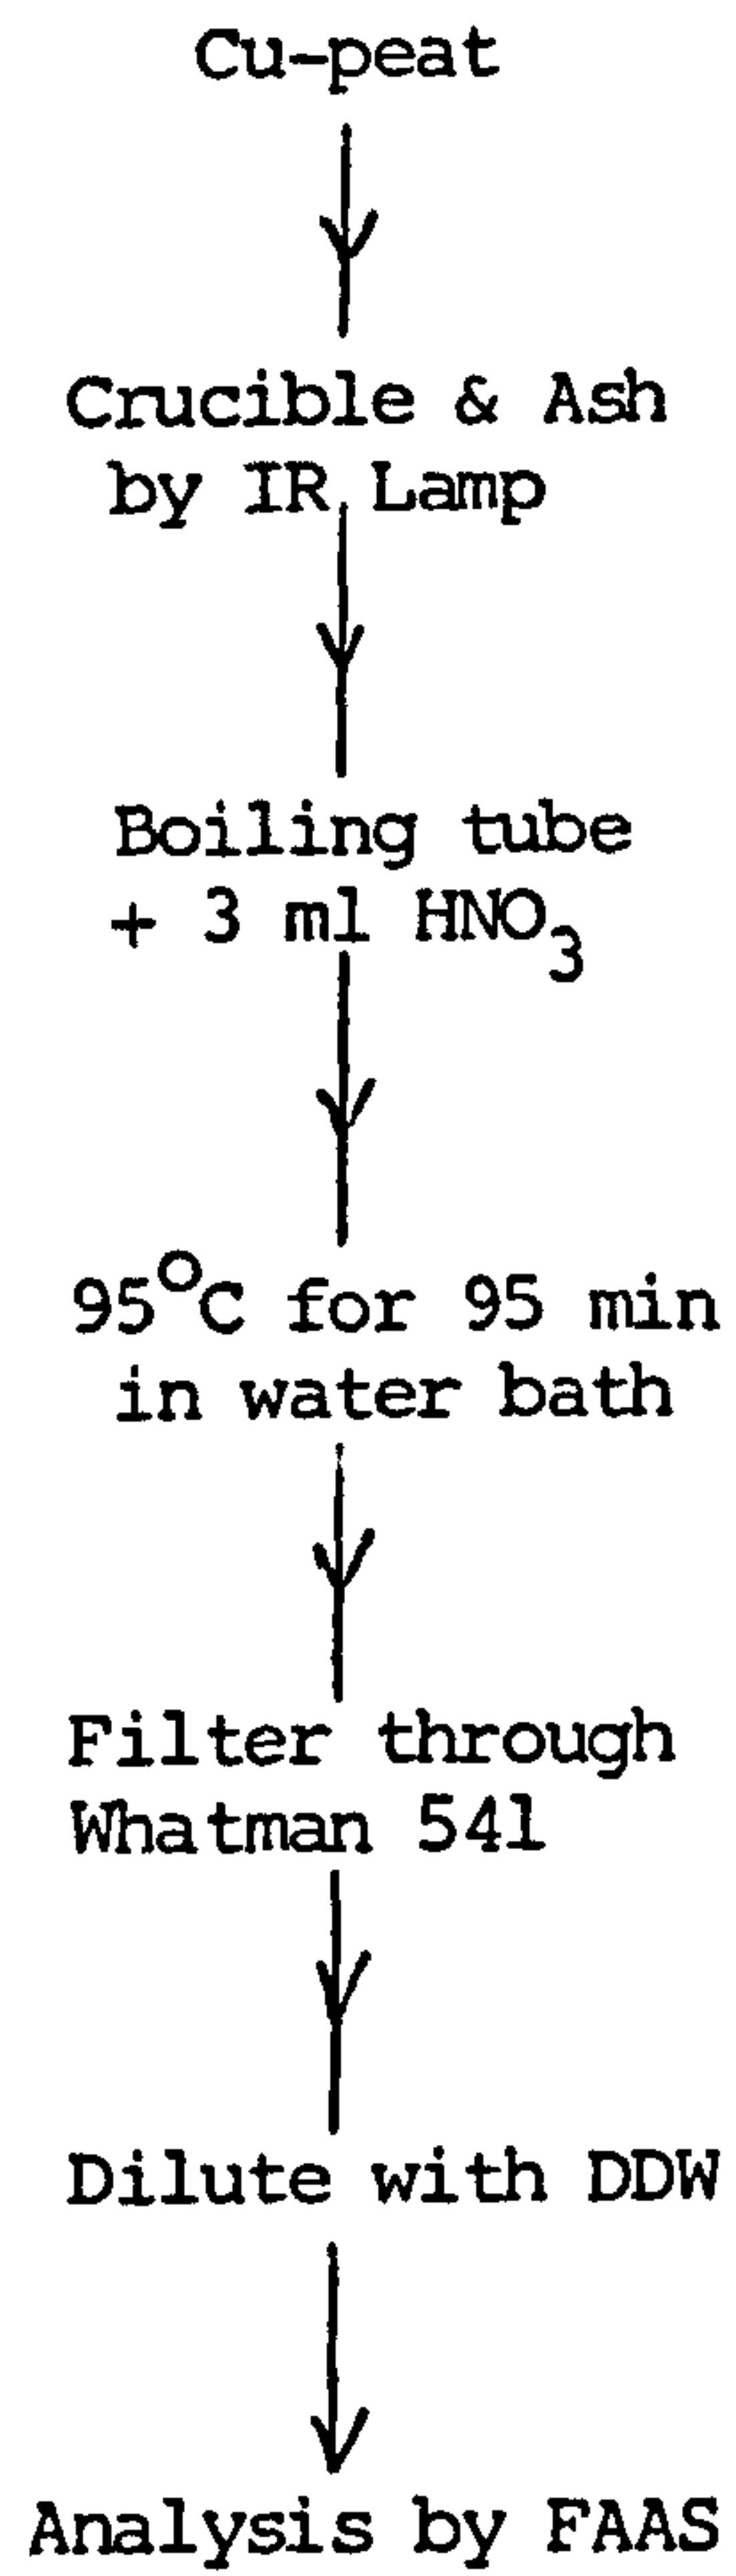 Cu-peat
Crucible & Ash
by IR Lamp
Boiling tube
+ 3 ml HNO₃
95°C for 95 min
in water bath
Filter through
Whatman 541
Dilute with DDW
Analysis by FAAS